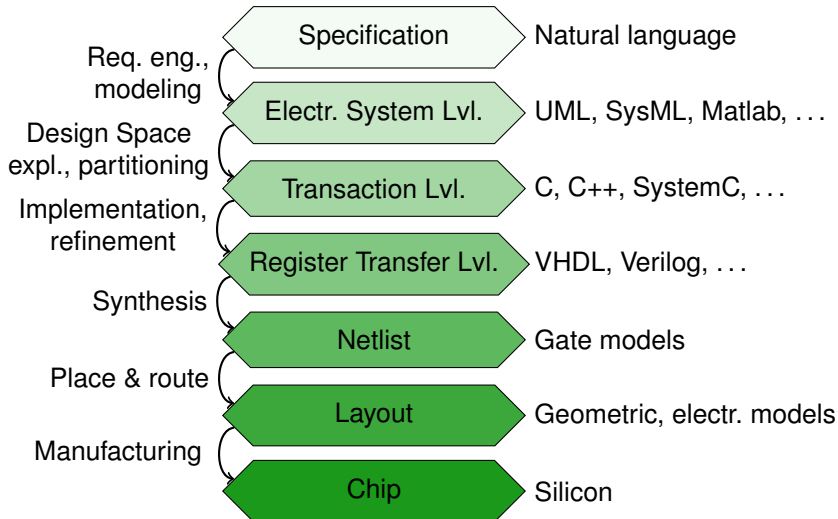 Specification
Natural language
Req. eng.,
modeling
Electr. System Lvl.
UML, SysML, Matlab, . . .
Design Space
expl., partitioning
Transaction Lvl.
C, C++, SystemC, . . .
Implementation,
refinement
Register Transfer Lvl.
VHDL, Verilog, . . .
Synthesis
Netlist
Gate models
Place & route
Layout
Geometric, electr. models
Manufacturing
Chip
Silicon